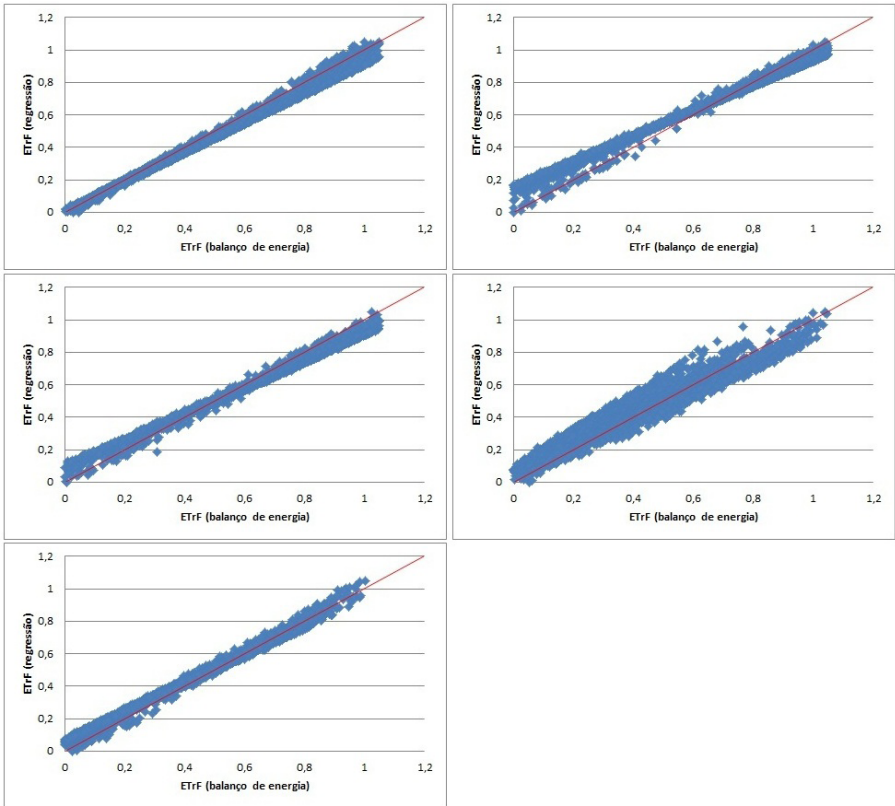 1,2
1
0,8
0,6
0,4
0,2
0
ETrF (regressão)
0 0,2 0,4 0,6 0,8 1 1,2
ETrF (balanço de energia)
1,2
1
0,8
0,6
0,4
0,2
0
ETrF (regressão)
0 0,2 0,4 0,6 0,8 1 1,2
ETrF (balanço de energia)
1,2
1
0,8
0,6
0,4
0,2
0
ETrF (regressão)
0 0,2 0,4 0,6 0,8 1 1,2
ETrF (balanço de energia)
1,2
1
0,8
0,6
0,4
0,2
0
ETrF (regressão)
0 0,2 0,4 0,6 0,8 1 1,2
ETrF (balanço de energia)
1,2
1
0,8
0,6
0,4
0,2
0
ETrF (regressão)
0 0,2 0,4 0,6 0,8 1 1,2
ETrF (balanço de energia)